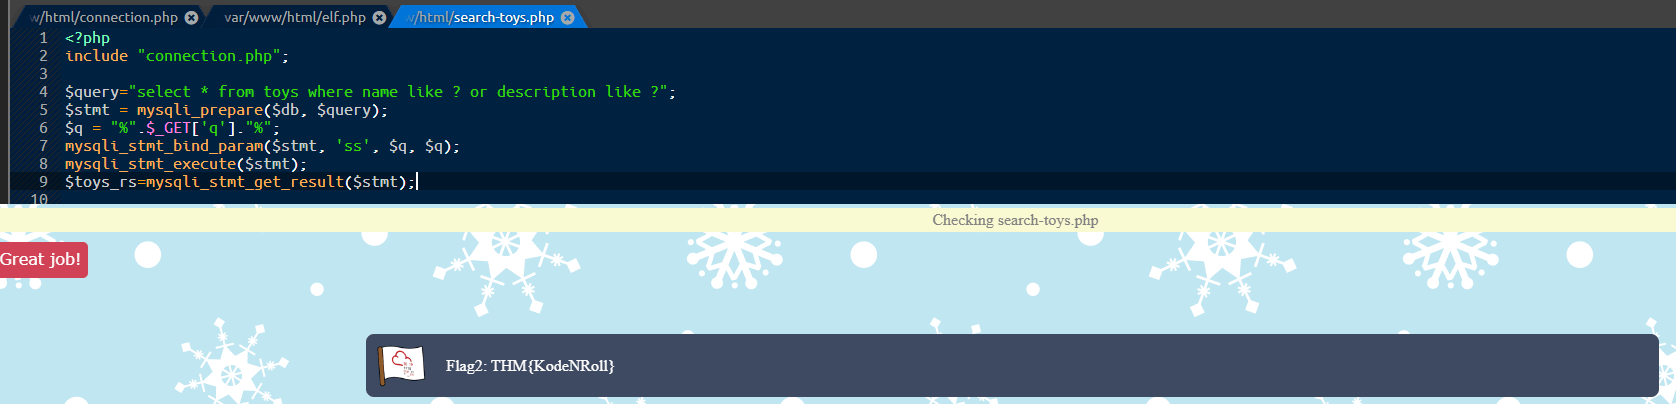 w/html/connection.php
var/www/html/elf.php
/html/search-toys.php
1 <?php
2 include "connection.php";
3
4 $query="select * from toys where name like ? or description like ?";
5 $stmt = mysqli_prepare($db, $query);
6 $q = "%".$_GET['q']."%";
7 mysqli_stmt_bind_param($stmt, 'ss', $q, $q);
8 mysqli_stmt_execute($stmt);
9 $toys_rs=mysqli_stmt_get_result($stmt);
10
Checking search-toys.php
Great job!
Flag2: THM{KodeNRoll}